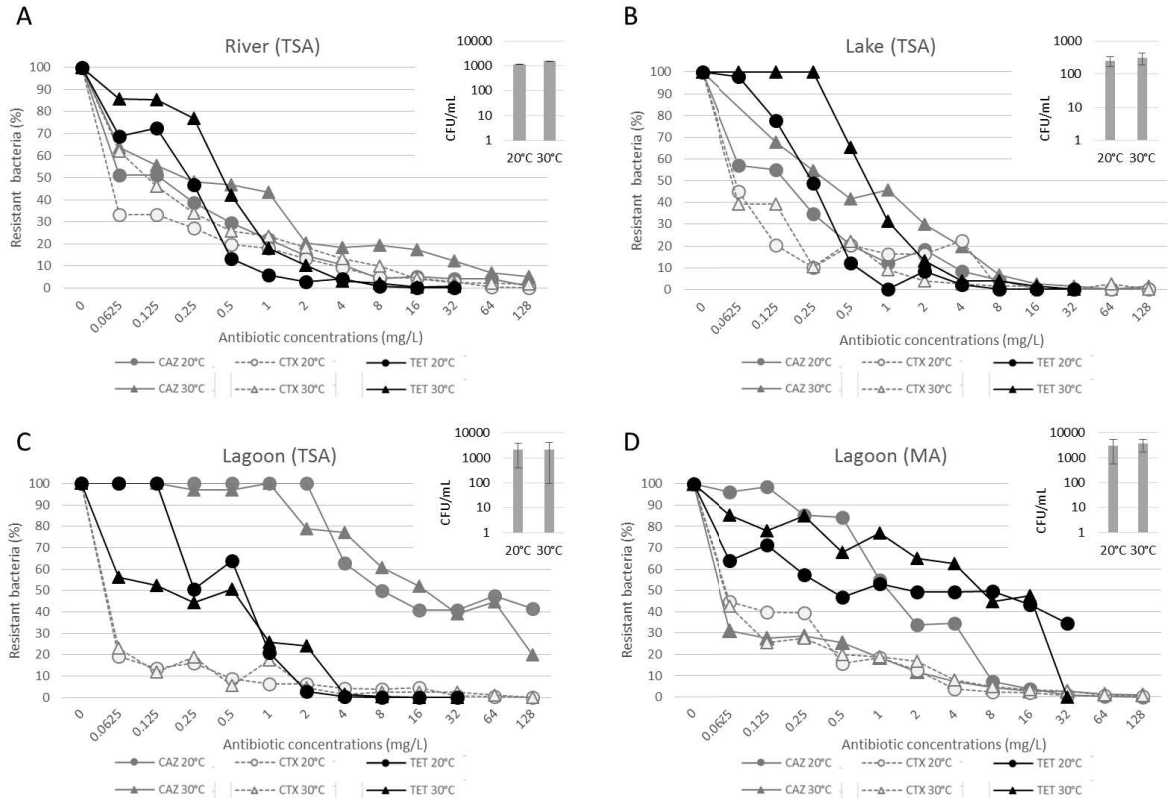 A
River (TSA)
Resistant bacteria (%)
100
90
80
70
60
50
40
30
20
10
0
0 0.0625 0.125 0.25 0.5 1 2 4 8 16 32 64 128
Antibiotic concentrations (mg/L)
CAZ 20°C CTX 20°C TET 20°C
CAZ 30°C CTX 30°C TET 30°C
CFU/mL
10000
1000
100
10
1
20°C 30°C
B
Lake (TSA)
Resistant bacteria (%)
100
90
80
70
60
50
40
30
20
10
0
0 0.0625 0.125 0.25 0.5 1 2 4 8 16 32 64 128
Antibiotic concentrations (mg/L)
CAZ 20°C CTX 20°C TET 20°C
CAZ 30°C CTX 30°C TET 30°C
CFU/mL
1000
100
10
1
20°C 30°C
C
Lagoon (TSA)
Resistant bacteria (%)
100
90
80
70
60
50
40
30
20
10
0
0 0.0625 0.125 0.25 0.5 1 2 4 8 16 32 64 128
Antibiotic concentrations (mg/L)
CAZ 20°C CTX 20°C TET 20°C
CAZ 30°C CTX 30°C TET 30°C
CFU/mL
10000
1000
100
10
1
20°C 30°C
D
Lagoon (MA)
Resistant bacteria (%)
100
90
80
70
60
50
40
30
20
10
0
0 0.0625 0.125 0.25 0.5 1 2 4 8 16 32 64 128
Antibiotic concentrations (mg/L)
CAZ 20°C CTX 20°C TET 20°C
CAZ 30°C CTX 30°C TET 30°C
CFU/mL
10000
1000
100
10
1
20°C 30°C